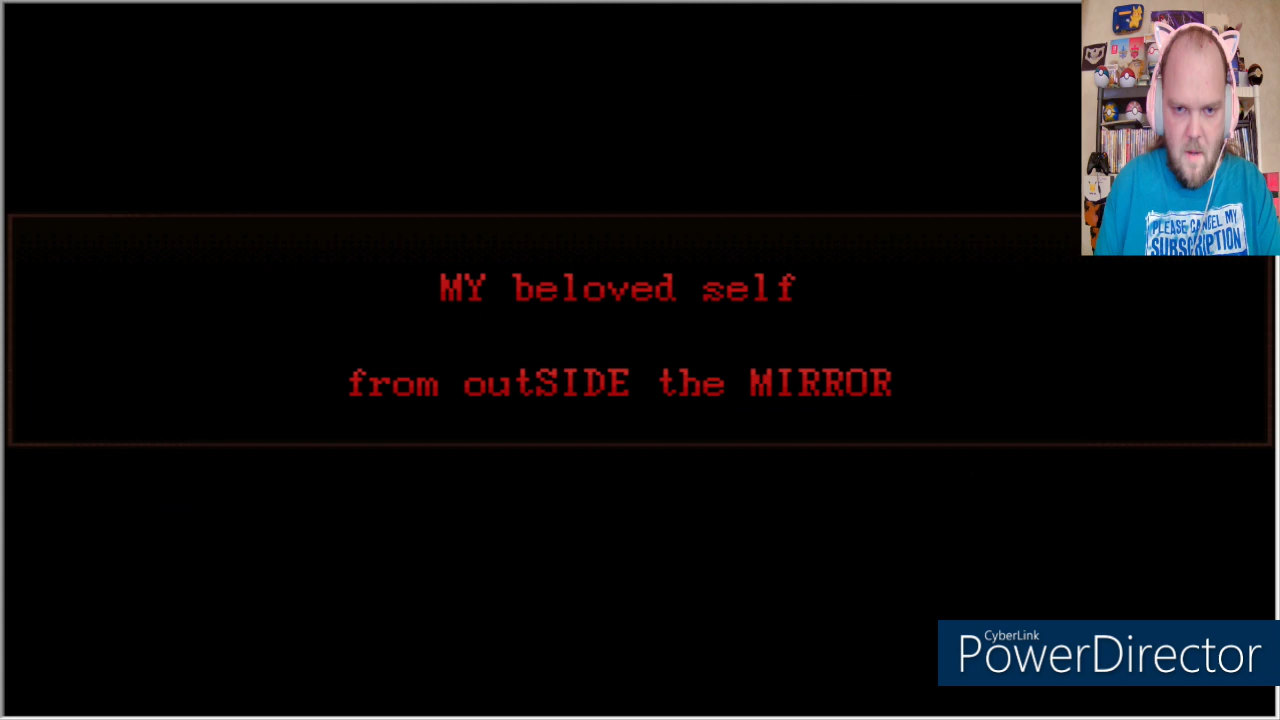 MY beloved self
from outSIDE the MIRROR
PLEASE CANCEL MY
SUBSCRIPTION
CyberLink
PowerDirector